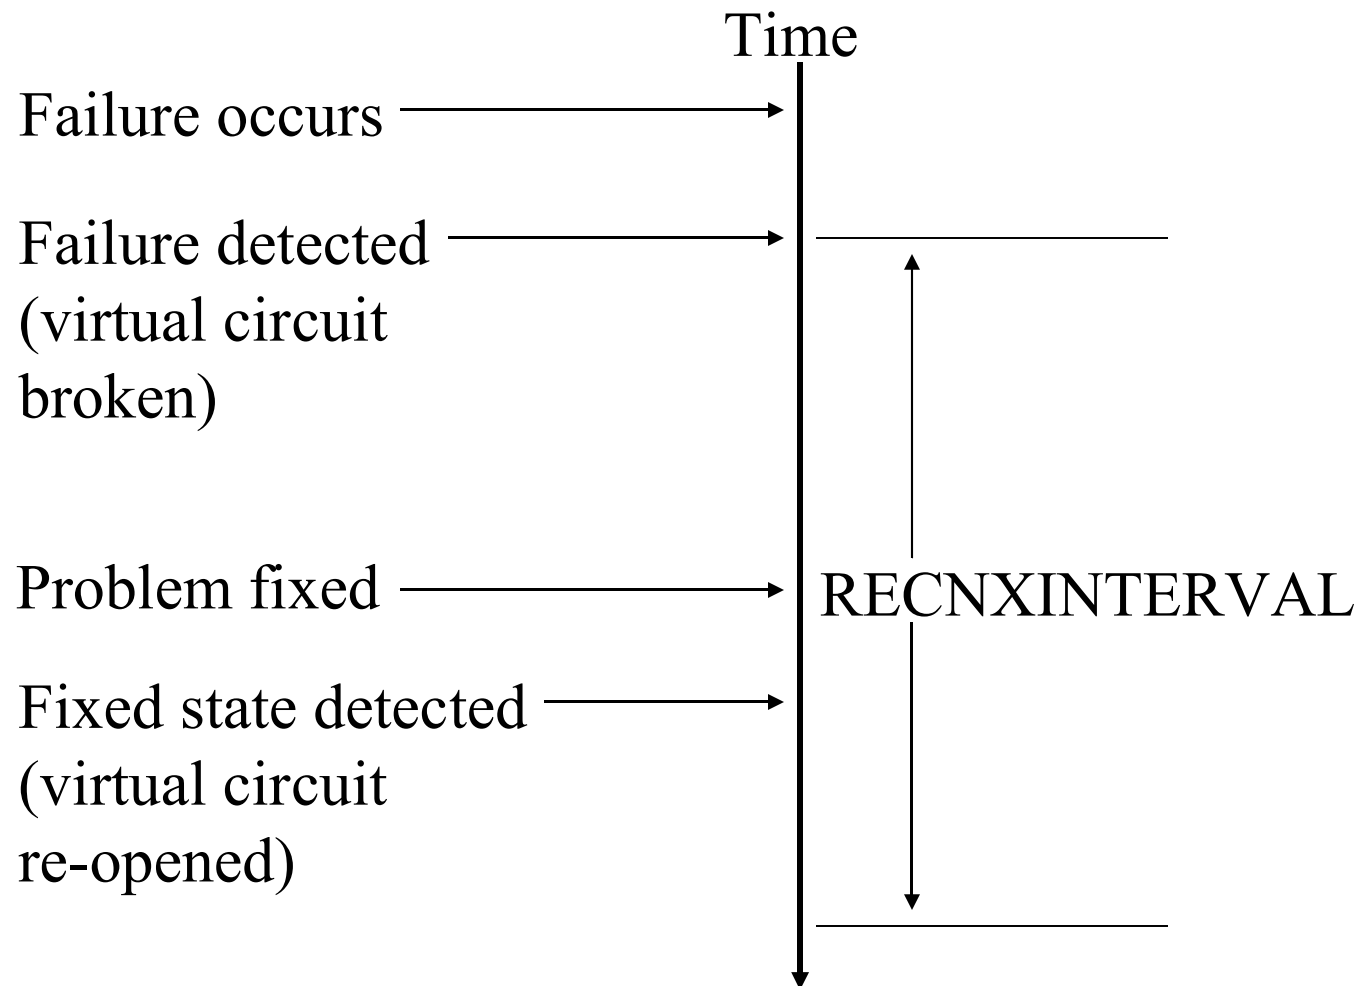 Time
Failure occurs
Failure detected
(virtual circuit
broken)
Problem fixed
RECNXINTERVAL
Fixed state detected
(virtual circuit
re-opened)